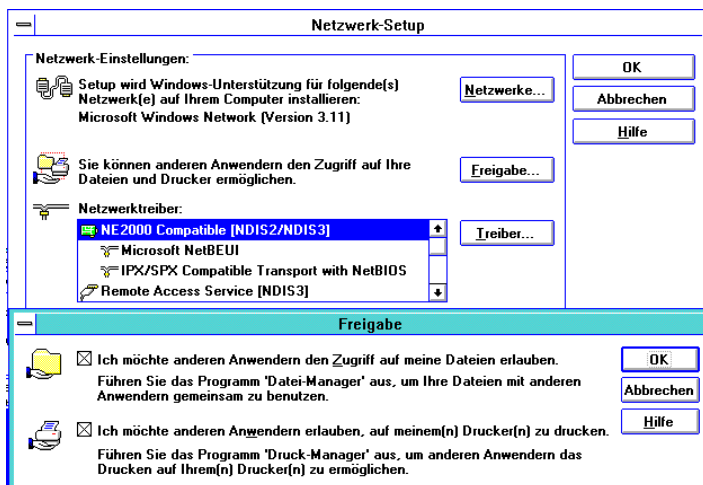 Netzwerk-Setup
Netzwerk-Einstellungen:
Setup wird Windows-Unterstützung für folgende(s)
Netzwerk(e) auf Ihrem Computer installieren:
Microsoft Windows Network (Version 3.11)
Netzwerke...
OK
Abbrechen
Hilfe
Sie können anderen Anwendern den Zugriff auf Ihre
Dateien und Drucker ermöglichen.
Freigabe...
Netzwerktreiber:
NE2000 Compatible [NDIS2/NDIS3]
Microsoft NetBEUI
IPX/SPX Compatible Transport with NetBIOS
Remote Access Service [NDIS3]
Treiber...
Freigabe
Ich möchte anderen Anwendern den Zugriff auf meine Dateien erlauben.
Führen Sie das Programm 'Datei-Manager' aus, um Ihre Dateien mit anderen
Anwendern gemeinsam zu benutzen.
Ich möchte anderen Anwendern erlauben, auf meinem(n) Drucker(n) zu drucken.
Führen Sie das Programm 'Druck-Manager' aus, um anderen Anwendern das
Drucken auf Ihrem(n) Drucker(n) zu ermöglichen.
OK
Abbrechen
Hilfe